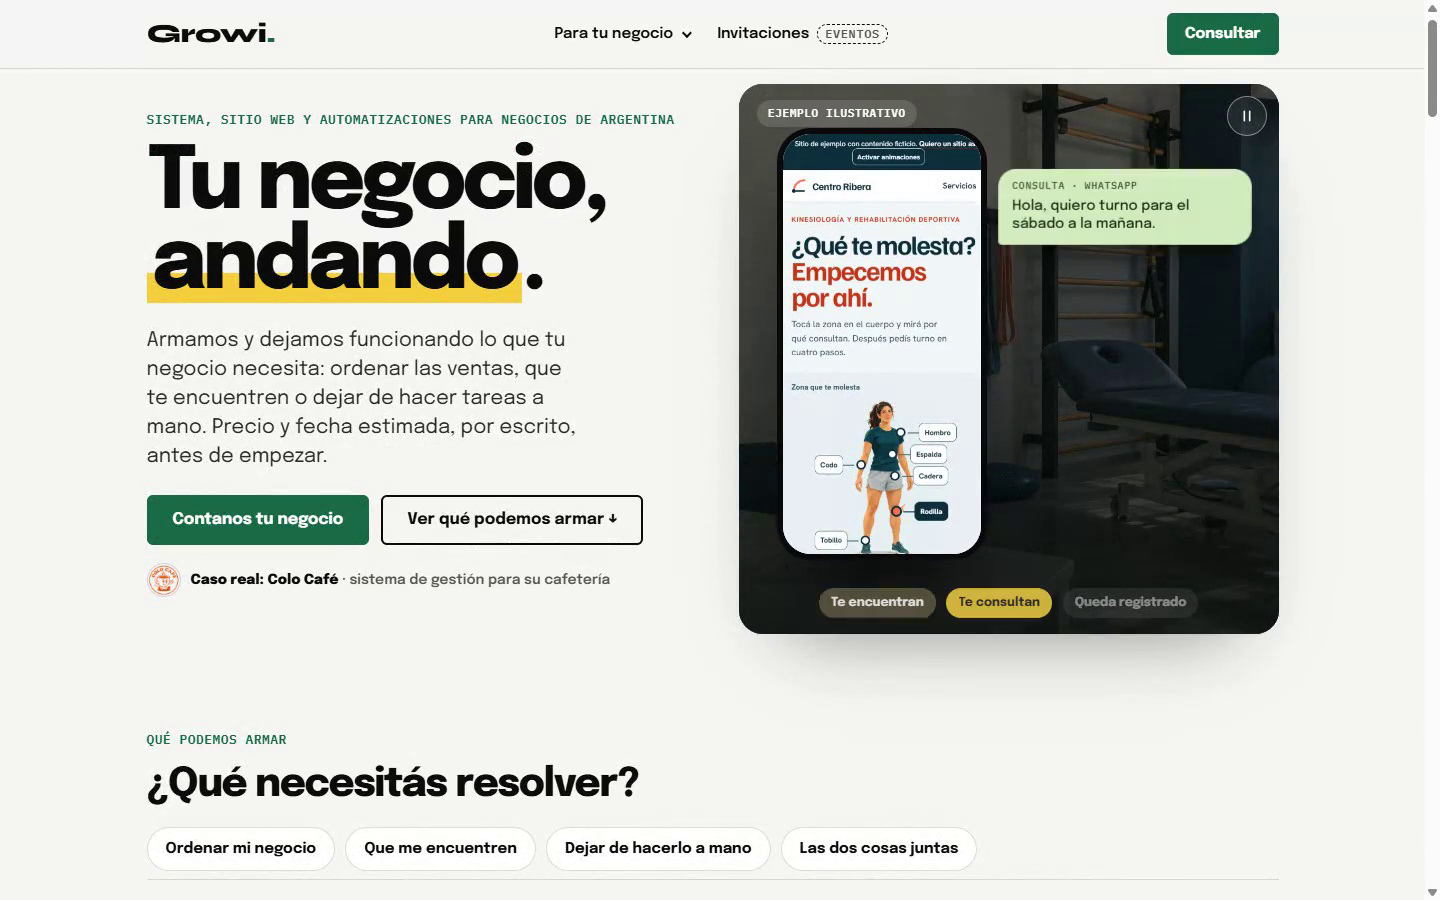 Growi.
Para tu negocio
Invitaciones EVENTOS
Consultar
SISTEMA, SITIO WEB Y AUTOMATIZACIONES PARA NEGOCIOS DE ARGENTINA
Tu negocio,
andando.
Armamos y dejamos funcionando lo que tu
negocio necesita: ordenar las ventas, que
te encuentren o dejar de hacer tareas a
mano. Precio y fecha estimada, por escrito,
antes de empezar.
Contanos tu negocio
Ver qué podemos armar ↓
Caso real: Colo Café · sistema de gestión para su cafetería
EJEMPLO ILUSTRATIVO
Sitio de ejemplo con contenido ficticio. Quiero un sitio as
Activar animaciones
Centro Ribera
Servicios
KINESIOLOGÍA Y REHABILITACIÓN DEPORTIVA
¿Qué te molesta?
Empecemos
por ahí.
Tocá la zona en el cuerpo y mirá por
qué consultan. Después pedís turno en
cuatro pasos.
Zona que te molesta
Hombro
Espalda
Codo
Cadera
Rodilla
Tobillo
CONSULTA · WHATSAPP
Hola, quiero turno para el
sábado a la mañana.
Te encuentran
Te consultan
Queda registrado
QUÉ PODEMOS ARMAR
¿Qué necesitás resolver?
Ordenar mi negocio
Que me encuentren
Dejar de hacerlo a mano
Las dos cosas juntas